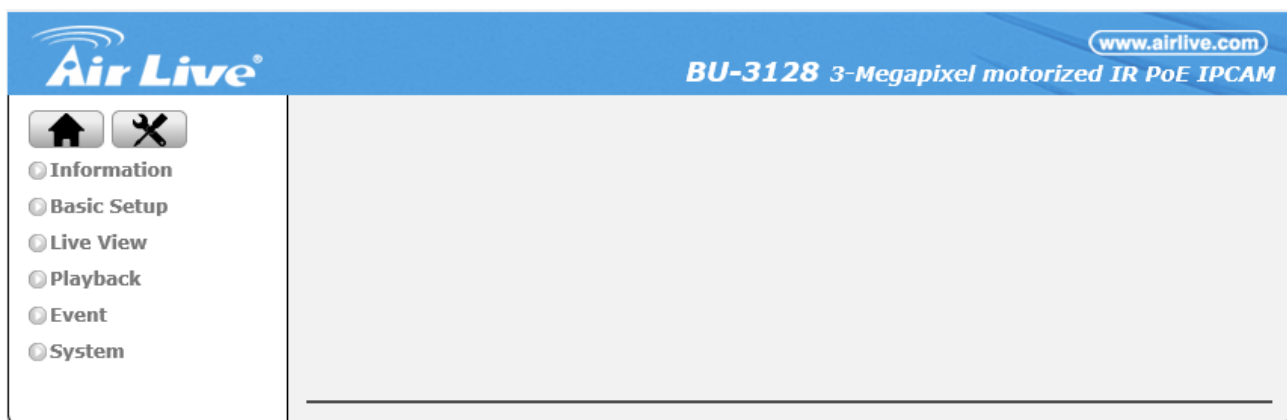 Air Live®
www.airlive.com
BU-3128 3-Megapixel motorized IR PoE IPCAM
Information
Basic Setup
Live View
Playback
Event
System